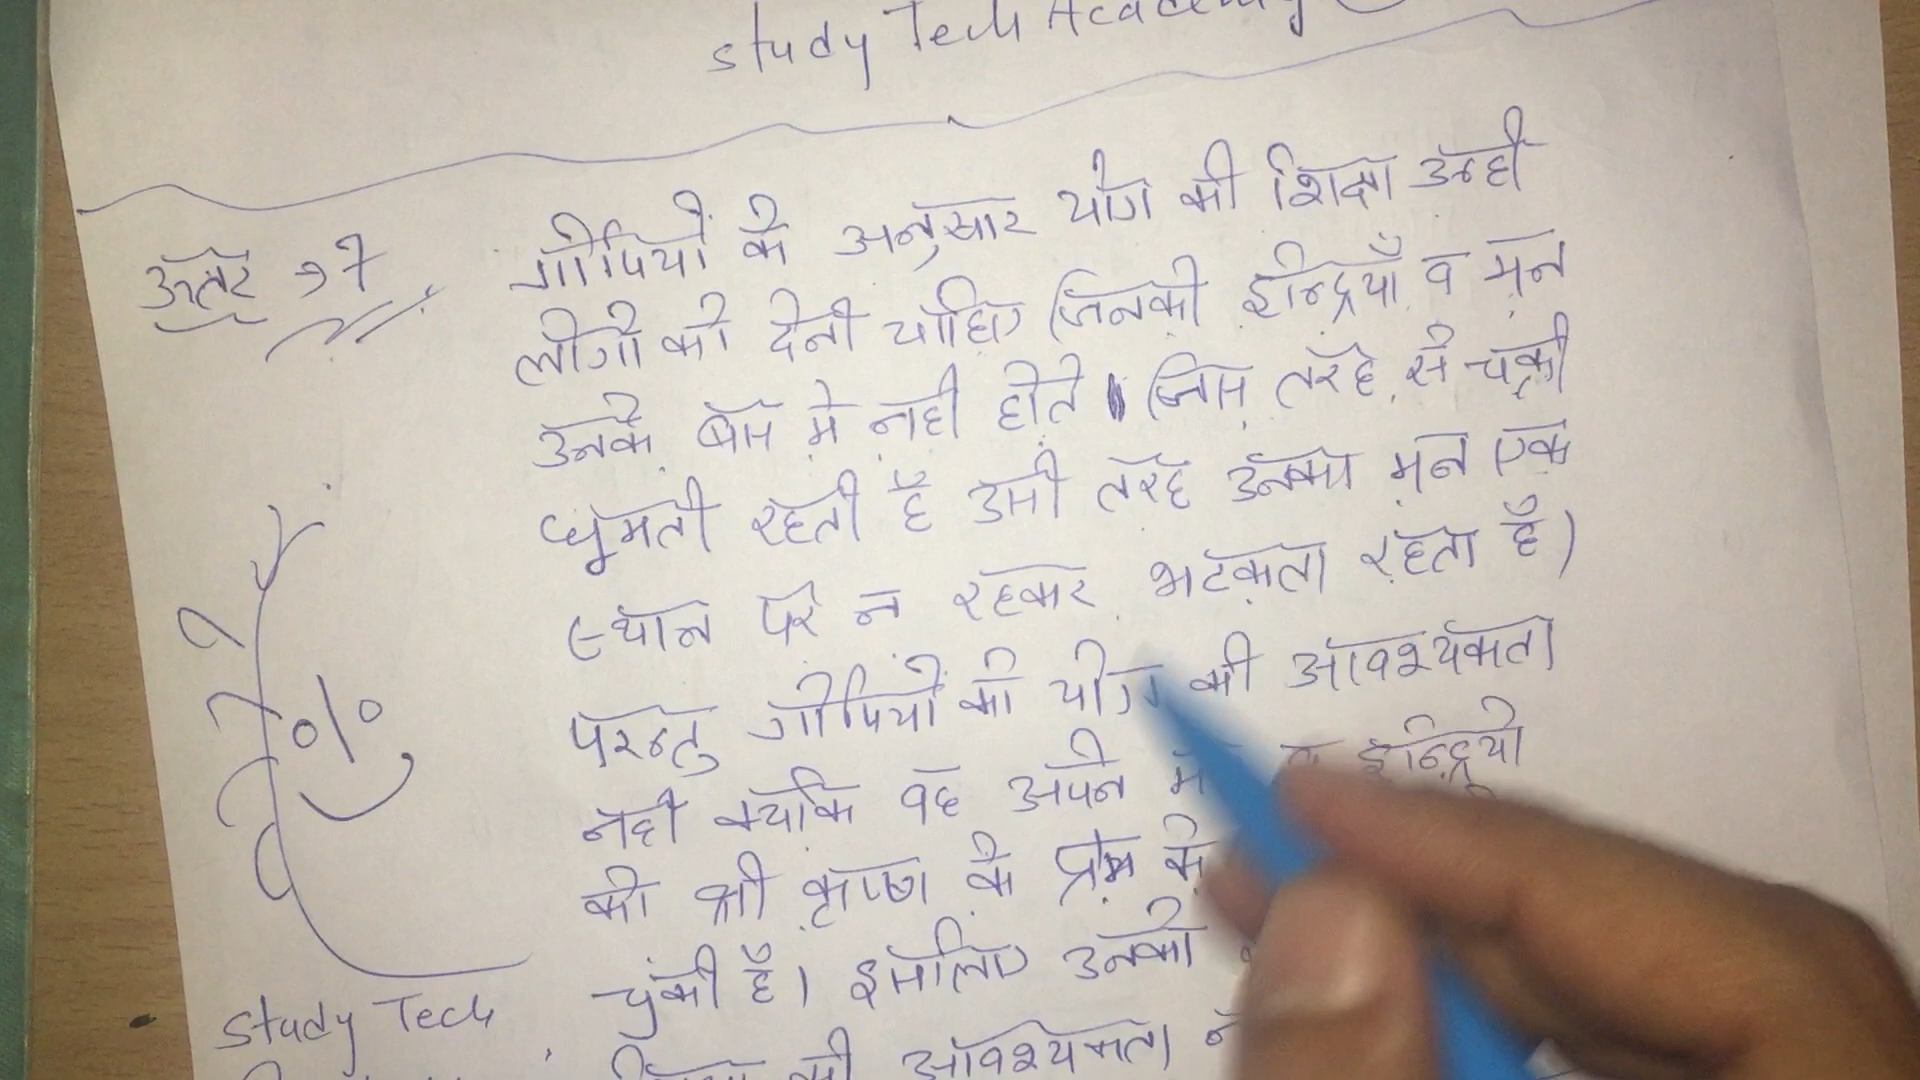 Study Tech Academy
उत्तर → 7
गोपियों के अनुसार योग की शिक्षा उन्ही
लोगो को देनी चाहिए जिनकी इन्द्रियाँ व मन
उनके बस मे नही होते । जिस तरह से चक्री
घूमती रहती है उसी तरह उनका मन एक
स्थान पर न रहकर भटकता रहता है।
परन्तु गोपियों को योग की आवश्यकता
नही क्योकि वह अपने इन्द्रियो
को श्री कृष्ण के प्रेम मे
चुकी है। इसलिए उनको
Study Tech
की आवश्यकता